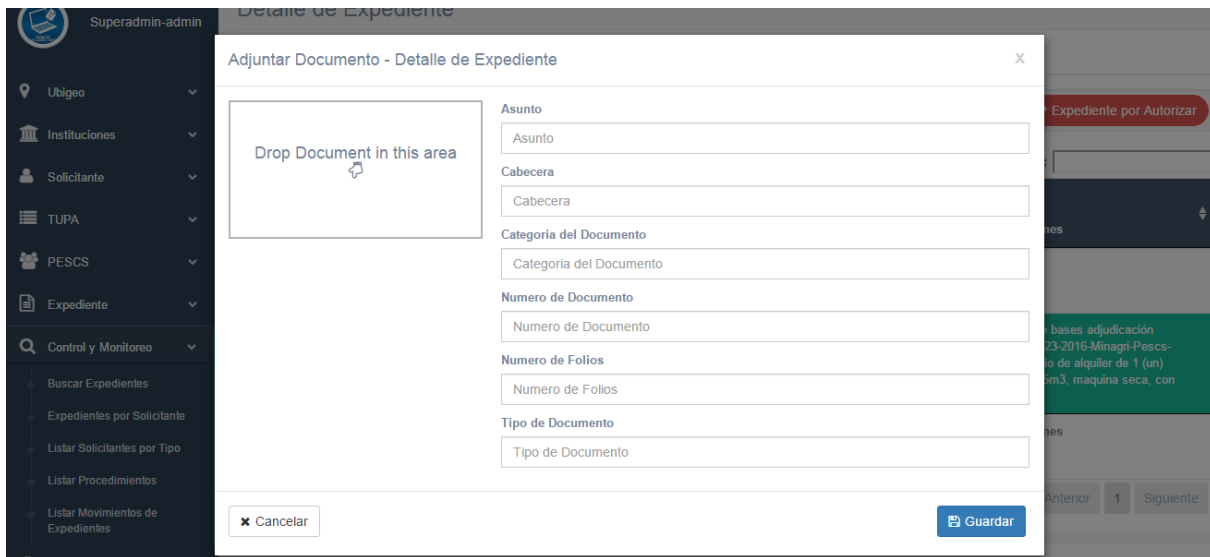 Superadmin-admin
Ubigeo
Instituciones
Solicitante
TUPA
PESCS
Expediente
Control y Monitoreo
Buscar Expedientes
Expedientes por Solicitante
Listar Solicitantes por Tipo
Listar Procedimientos
Listar Movimientos de
Expedientes
Detalle de Expediente
Adjuntar Documento - Detalle de Expediente
X
Drop Document in this area
Asunto
Asunto
Cabecera
Cabecera
Categoria del Documento
Categoria del Documento
Numero de Documento
Numero de Documento
Numero de Folios
Numero de Folios
Tipo de Documento
Tipo de Documento
Cancelar
Guardar
Expediente por Autorizar
:
nes
e bases adjudicación
23-2016-Minagri-Pescs-
io de alquiler de 1 (un)
5m3, maquina seca, con
nes
Anterior 1 Siguiente